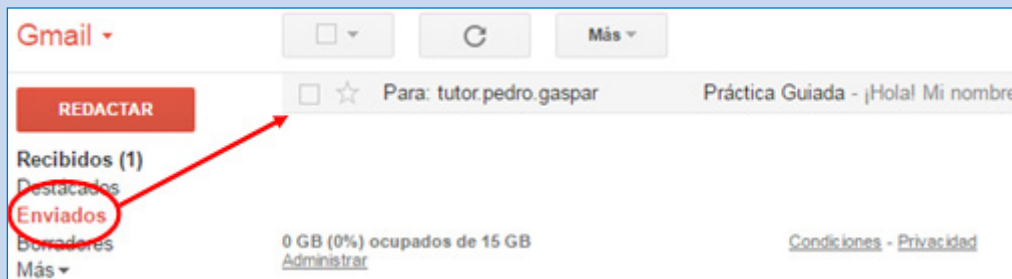 Gmail
Más
Para: tutor.pedro.gaspar Práctica Guiada - ¡Hola! Mi nombre
REDACTAR
Recibidos (1)
Destacados
Enviados
Borradores
Más
0 GB (0%) ocupados de 15 GB
Administrar
Condiciones - Privacidad